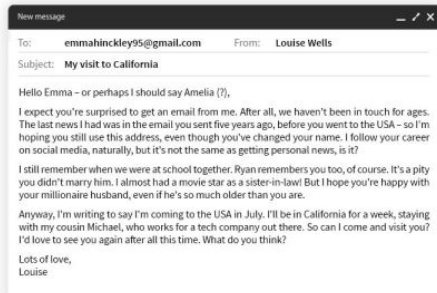 New message
To: emmahinckley95@gmail.com From: Louise Wells
Subject: My visit to California
Hello Emma – or perhaps I should say Amelia (?),
I expect you're surprised to get an email from me. After all, we haven't been in touch for ages.
The last news I had was in the email you sent five years ago, before you went to the USA – so I'm
hoping you still use this address, even though you've changed your name. I follow your career
on social media, naturally, but it's not the same as getting personal news, is it?
I still remember when we were at school together. Ryan remembers you too, of course. It's a pity
you didn't marry him. I almost had a movie star as a sister-in-law! But I hope you're happy with
your millionaire husband, even if he's so much older than you are.
Anyway, I'm writing to say I'm coming to the USA in July. I'll be in California for a week, staying
with my cousin Michael, who works for a tech company out there. So can I come and visit you?
I'd love to see you again after all this time. What do you think?
Lots of love,
Louise